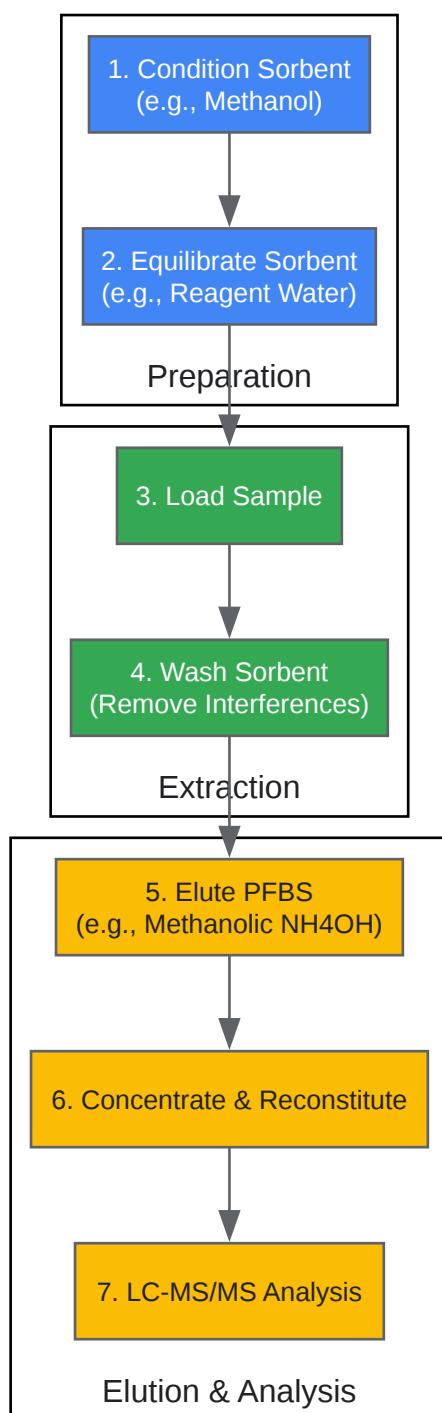 1. Condition Sorbent
(e.g., Methanol)
2. Equilibrate Sorbent
(e.g., Reagent Water)
Preparation
3. Load Sample
4. Wash Sorbent
(Remove Interferences)
Extraction
5. Elute PFBS
(e.g., Methanolic NH4OH)
6. Concentrate & Reconstitute
7. LC-MS/MS Analysis
Elution & Analysis